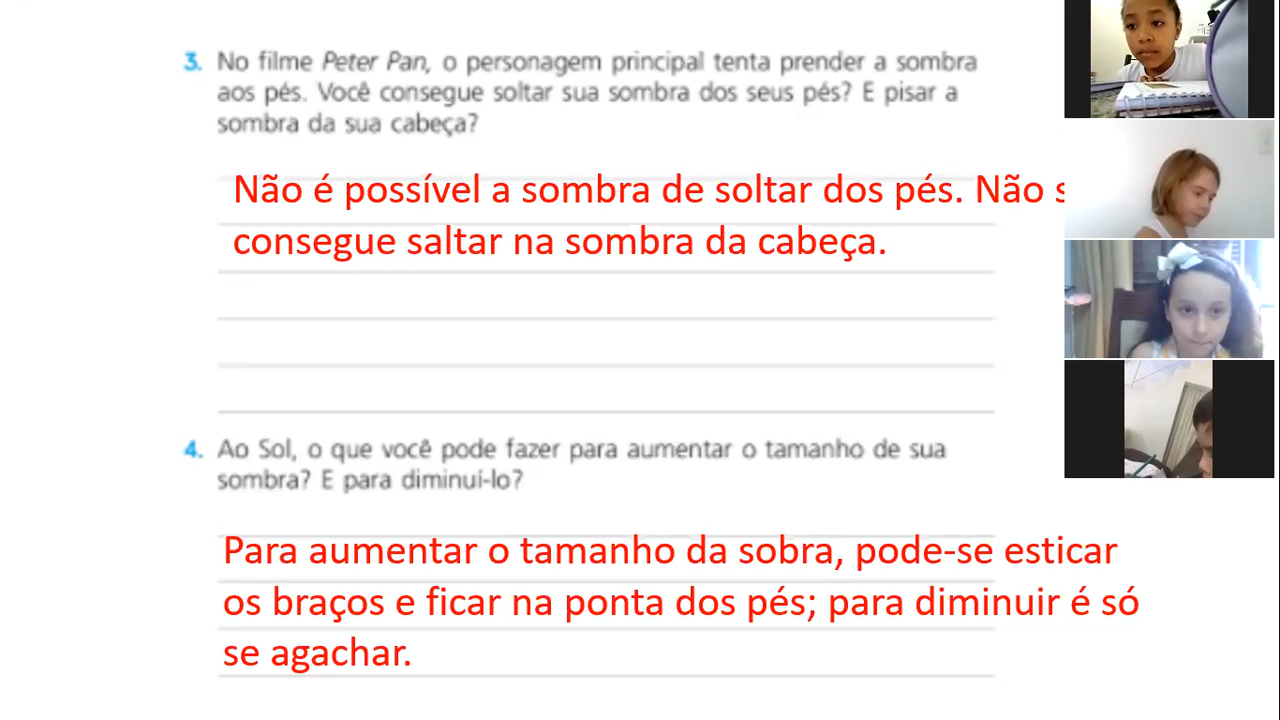 3. No filme Peter Pan, o personagem principal tenta prender a sombra
aos pés. Você consegue soltar sua sombra dos seus pés? E pisar a
sombra da sua cabeça?
Não é possível a sombra de soltar dos pés. Não s
consegue saltar na sombra da cabeça.
4. Ao Sol, o que você pode fazer para aumentar o tamanho de sua
sombra? E para diminuí-lo?
Para aumentar o tamanho da sobra, pode-se esticar
os braços e ficar na ponta dos pés; para diminuir é só
se agachar.